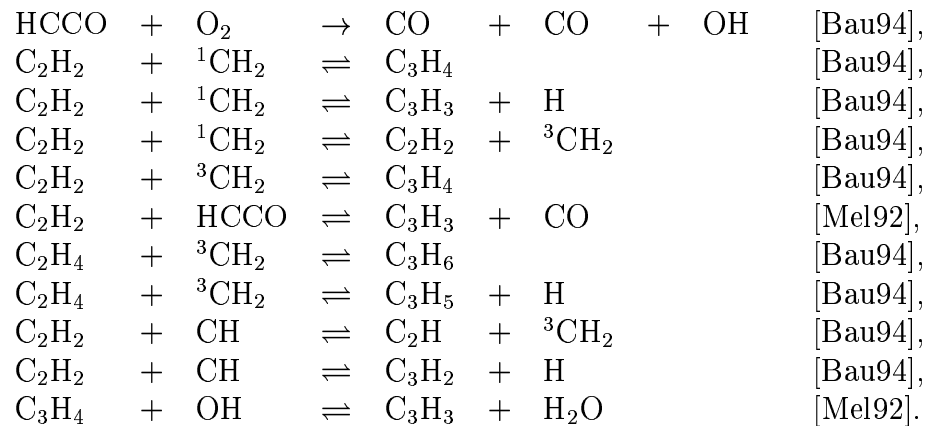 HCCO + O₂ → CO + CO + OH [Bau94],
C₂H₂ + ¹CH₂ ⇌ C₃H₄ [Bau94],
C₂H₂ + ¹CH₂ ⇌ C₃H₃ + H [Bau94],
C₂H₂ + ¹CH₂ ⇌ C₂H₂ + ³CH₂ [Bau94],
C₂H₂ + ³CH₂ ⇌ C₃H₄ [Bau94],
C₂H₂ + HCCO ⇌ C₃H₃ + CO [Mel92],
C₂H₄ + ³CH₂ ⇌ C₃H₆ [Bau94],
C₂H₄ + ³CH₂ ⇌ C₃H₅ + H [Bau94],
C₂H₂ + CH ⇌ C₂H + ³CH₂ [Bau94],
C₂H₂ + CH ⇌ C₃H₂ + H [Bau94],
C₃H₄ + OH ⇌ C₃H₃ + H₂O [Mel92].